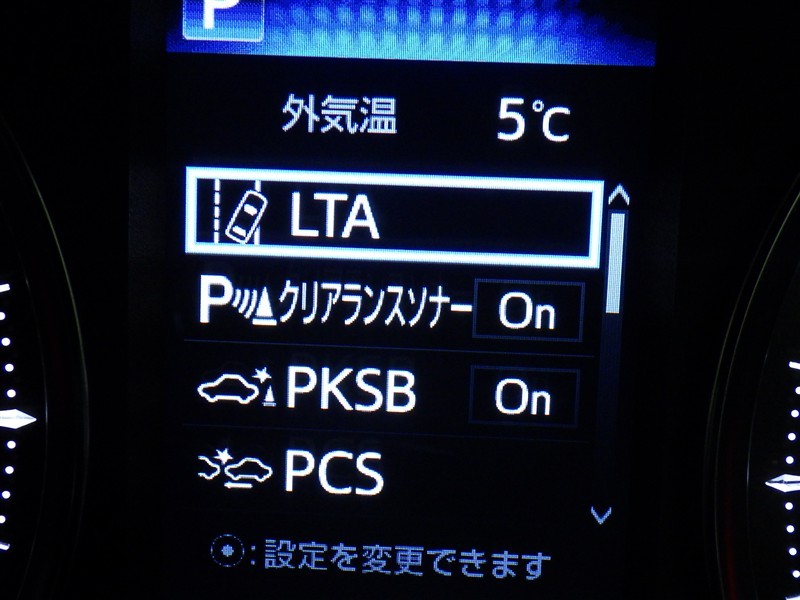 P
外気温 5℃
LTA
Pクリアランスソナー On
PKSB On
PCS
:設定を変更できます